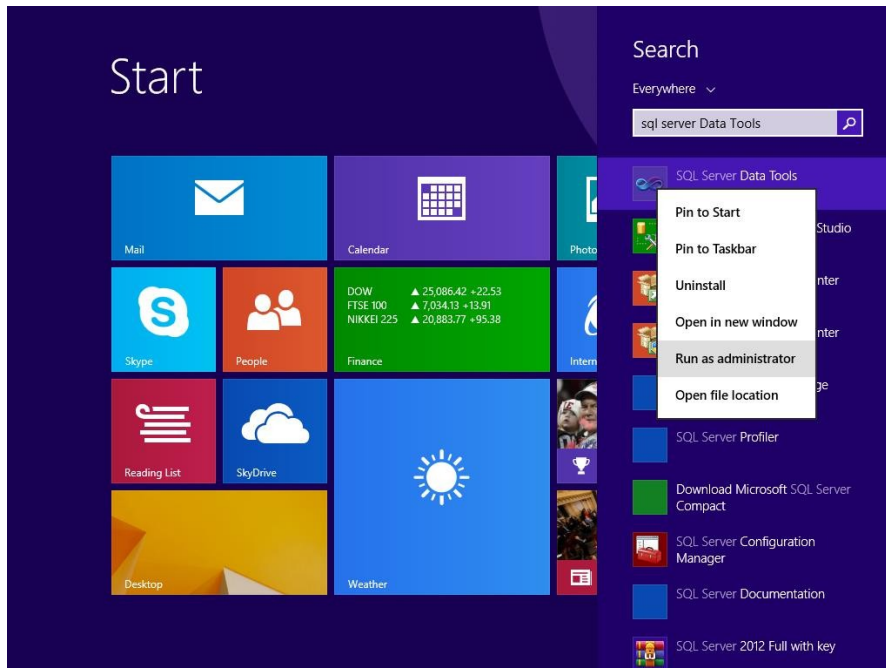 Start
Mail
Calendar
Photo
Skype
People
DOW ▲ 25,086.42 +22.53
FTSE 100 ▲ 7,034.13 +13.91
NIKKEI 225 ▲ 20,883.77 +95.38
Finance
Intern
Reading List
SkyDrive
Desktop
Weather
Search
Everywhere
sql server Data Tools
SQL Server Data Tools
Pin to Start
Studio
Pin to Taskbar
Uninstall
nter
Open in new window
nter
Run as administrator
ge
Open file location
SQL Server Profiler
Download Microsoft SQL Server
Compact
SQL Server Configuration
Manager
SQL Server Documentation
SQL Server 2012 Full with key